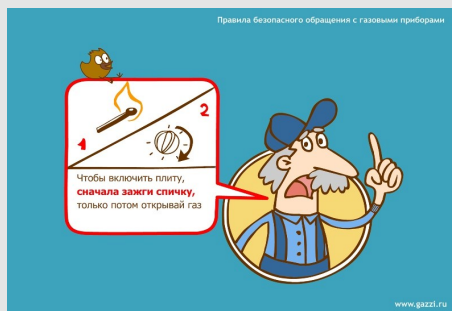 Правила безопасного обращения с газовыми приборами
1
2
Чтобы включить плиту,
сначала зажги спичку,
только потом открывай газ
www.gazzi.ru